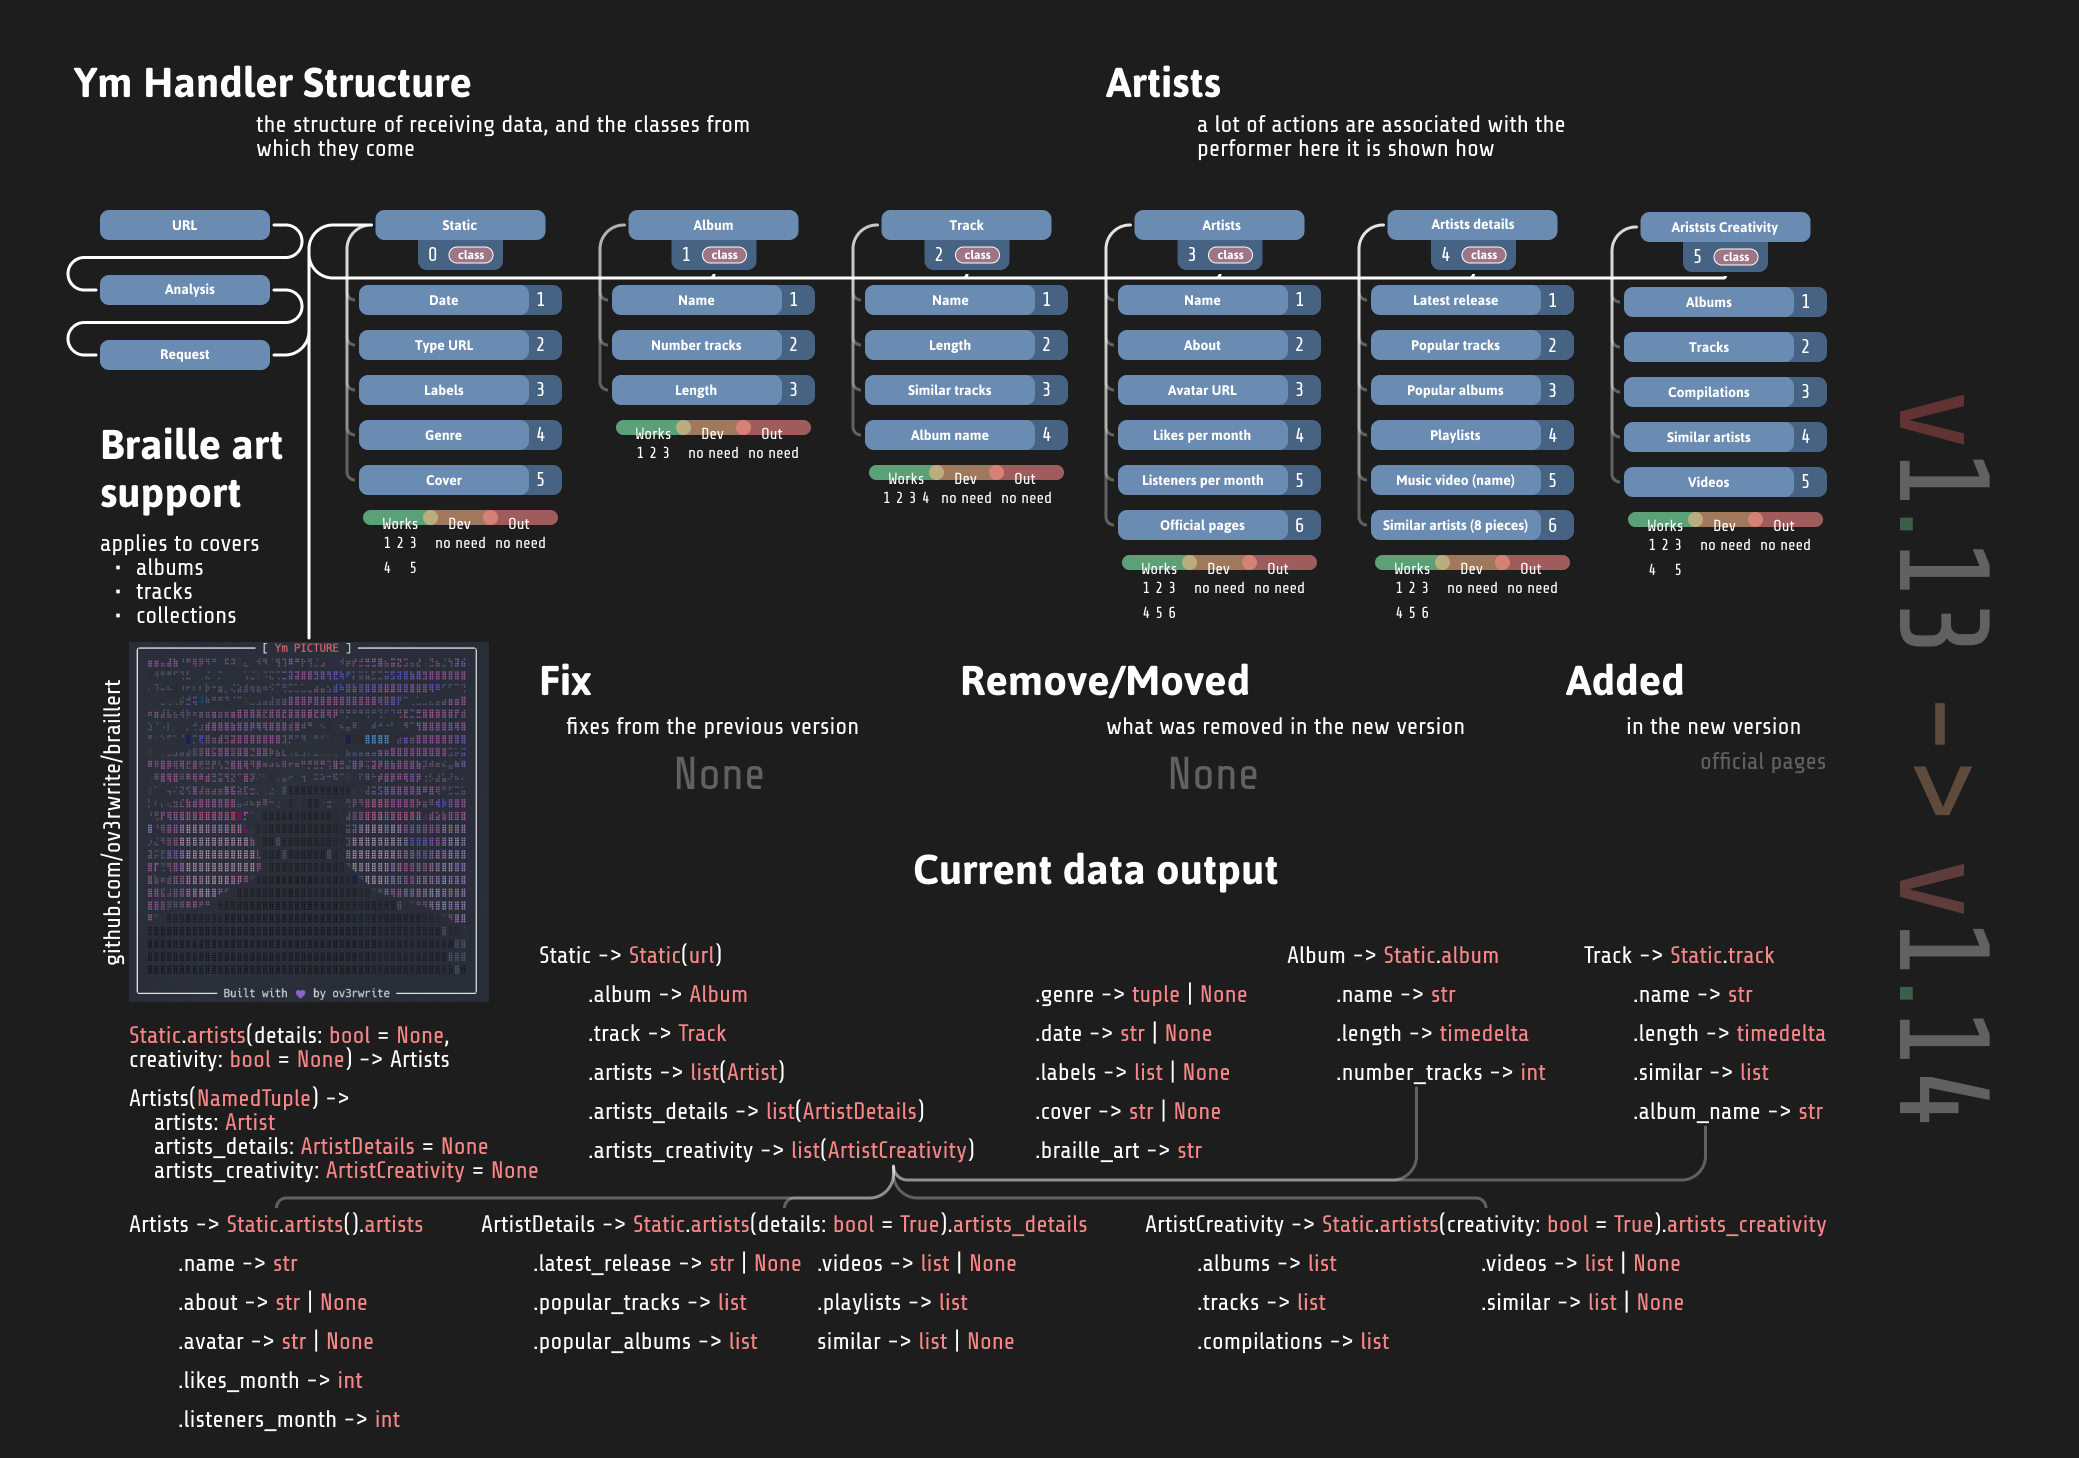 Ym Handler Structure
the structure of receiving data, and the classes from
which they come
Artists
a lot of actions are associated with the
performer here it is shown how
URL
Analysis
Request
Static
0 class
Date 1
Type URL 2
Labels 3
Genre 4
Cover 5
Works Dev Out
1 2 3 no need no need
4 5
Album
1 class
Name 1
Number tracks 2
Length 3
Works Dev Out
1 2 3 no need no need
Track
2 class
Name 1
Length 2
Similar tracks 3
Album name 4
Works Dev Out
1 2 3 4 no need no need
Artists
3 class
Name 1
About 2
Avatar URL 3
Likes per month 4
Listeners per month 5
Official pages 6
Works Dev Out
1 2 3 no need no need
4 5 6
Artists details
4 class
Latest release 1
Popular tracks 2
Popular albums 3
Playlists 4
Music video (name) 5
Similar artists (8 pieces) 6
Works Dev Out
1 2 3 no need no need
4 5 6
Ariststs Creativity
5 class
Albums 1
Tracks 2
Compilations 3
Similar artists 4
Videos 5
Works Dev Out
1 2 3 no need no need
4 5
v1.13 -> v1.14
Braille art
support
applies to covers
· albums
· tracks
· collections
github.com/ov3rwrite/braillert
[ Ym PICTURE ]
Built with ♥ by ov3rwrite
Fix
fixes from the previous version
None
Remove/Moved
what was removed in the new version
None
Added
in the new version
official pages
Current data output
Static.artists(details: bool = None,
creativity: bool = None) -> Artists
Artists(NamedTuple) ->
artists: Artist
artists_details: ArtistDetails = None
artists_creativity: ArtistCreativity = None
Static -> Static(url)
.album -> Album
.track -> Track
.artists -> list(Artist)
.artists_details -> list(ArtistDetails)
.artists_creativity -> list(ArtistCreativity)
.genre -> tuple | None
.date -> str | None
.labels -> list | None
.cover -> str | None
.braille_art -> str
Album -> Static.album
.name -> str
.length -> timedelta
.number_tracks -> int
Track -> Static.track
.name -> str
.length -> timedelta
.similar -> list
.album_name -> str
Artists -> Static.artists().artists
.name -> str
.about -> str | None
.avatar -> str | None
.likes_month -> int
.listeners_month -> int
ArtistDetails -> Static.artists(details: bool = True).artists_details
.latest_release -> str | None
.popular_tracks -> list
.popular_albums -> list
.videos -> list | None
.playlists -> list
similar -> list | None
ArtistCreativity -> Static.artists(creativity: bool = True).artists_creativity
.albums -> list
.tracks -> list
.compilations -> list
.videos -> list | None
.similar -> list | None